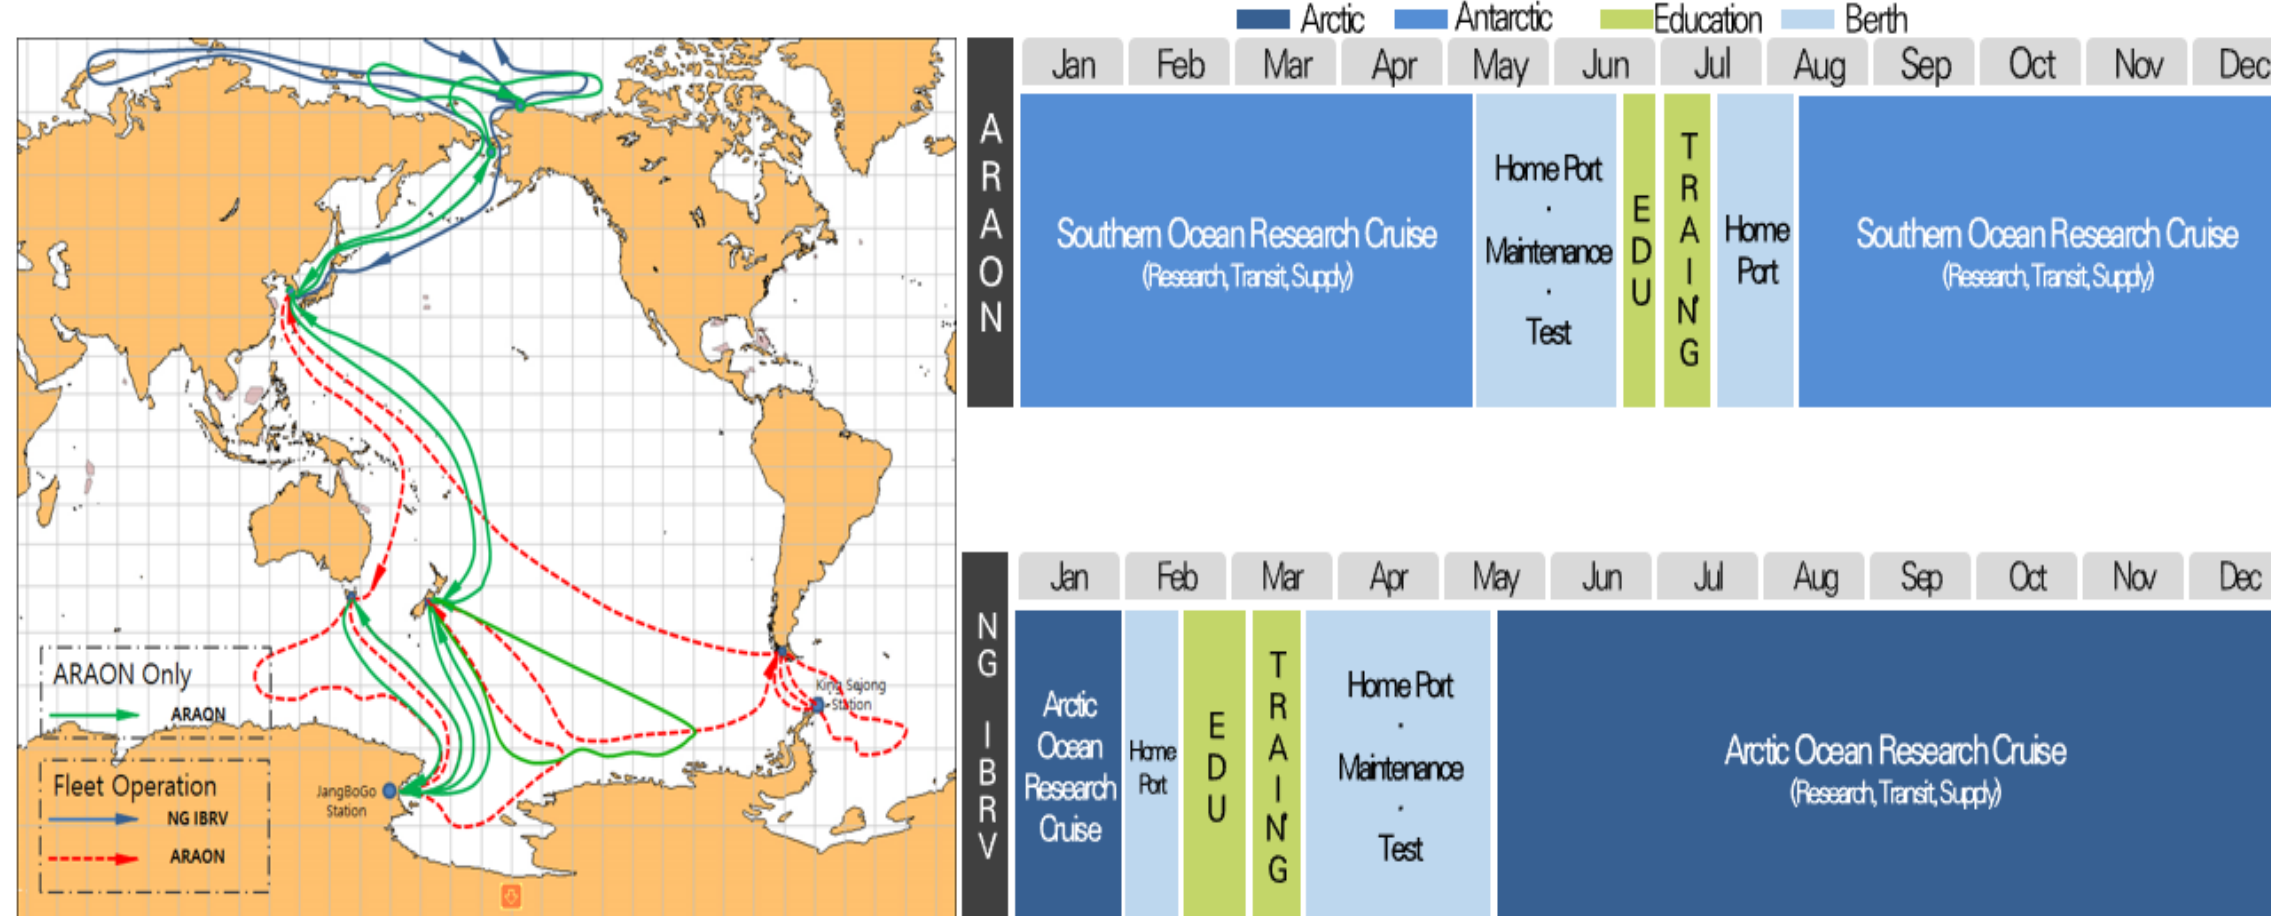 Arctic Antarctic Education Berth
Jan Feb Mar Apr May Jun Jul Aug Sep Oct Nov Dec
ARAON
Southern Ocean Research Cruise
(Research, Transit, Supply)
Home Port
·
Maintenance
·
Test
EDU
TRAIN'G
Home
Port
Southern Ocean Research Cruise
(Research, Transit, Supply)
Jan Feb Mar Apr May Jun Jul Aug Sep Oct Nov Dec
NG IBRV
Arctic
Ocean
Research
Cruise
Home
Port
EDU
TRAIN'G
Home Port
·
Maintenance
·
Test
Arctic Ocean Research Cruise
(Research, Transit, Supply)
King Sejong
Station
JangBoGo
Station
ARAON Only
ARAON
Fleet Operation
NG IBRV
ARAON